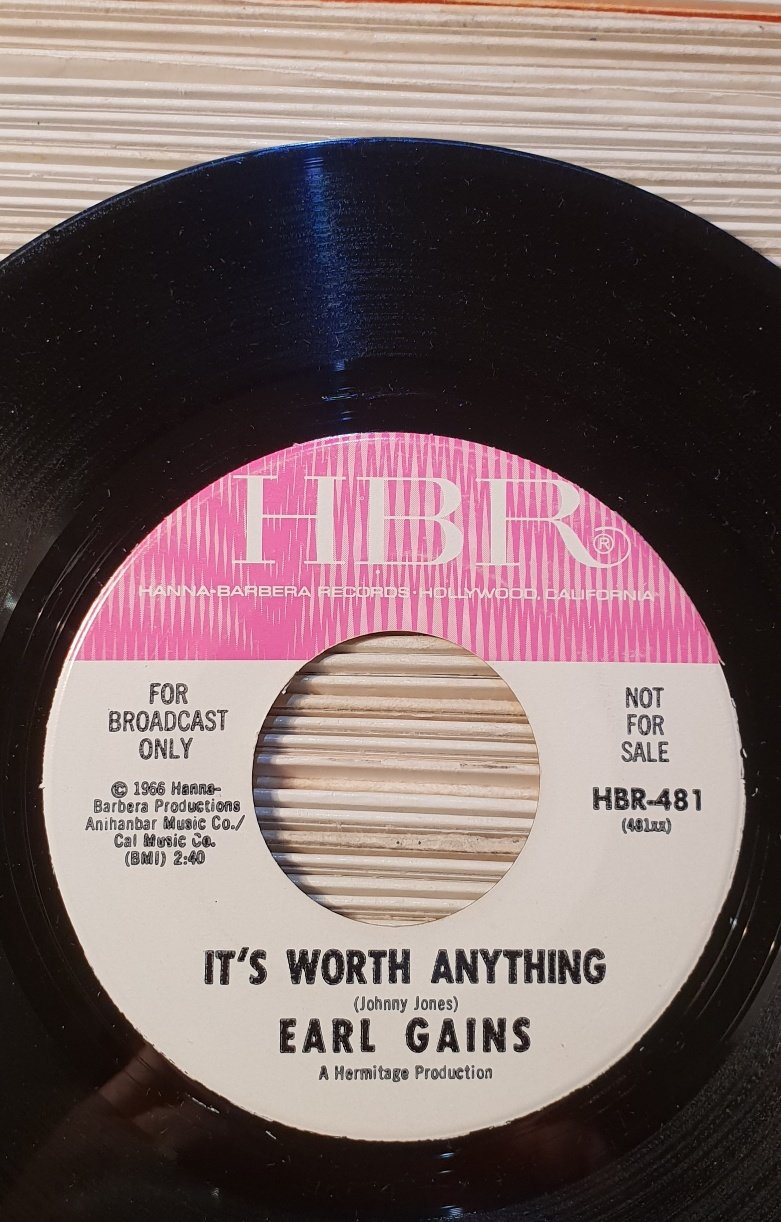 HBR®
HANNA-BARBERA RECORDS · HOLLYWOOD, CALIFORNIA
FOR
BROADCAST
ONLY
© 1966 Hanna-
Barbera Productions
Anihanbar Music Co./
Cal Music Co.
(BMI) 2:40
NOT
FOR
SALE
HBR-481
(481xx)
IT'S WORTH ANYTHING
(Johnny Jones)
EARL GAINS
A Hermitage Production